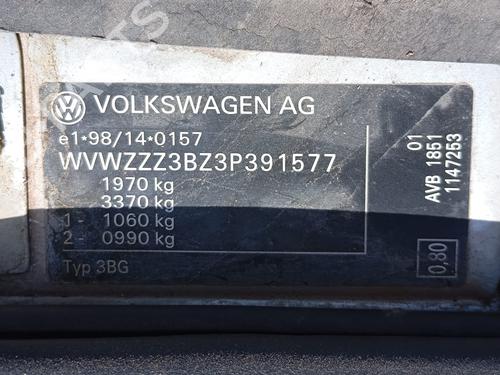 VOLKSWAGEN AG
e1*98/14*0157
WVWZZZ3BZ3P391577
1970 kg
3370 kg
1- 1060 kg
2- 0990 kg
Typ 3BG
01
AVB 1851
1147253
0,80